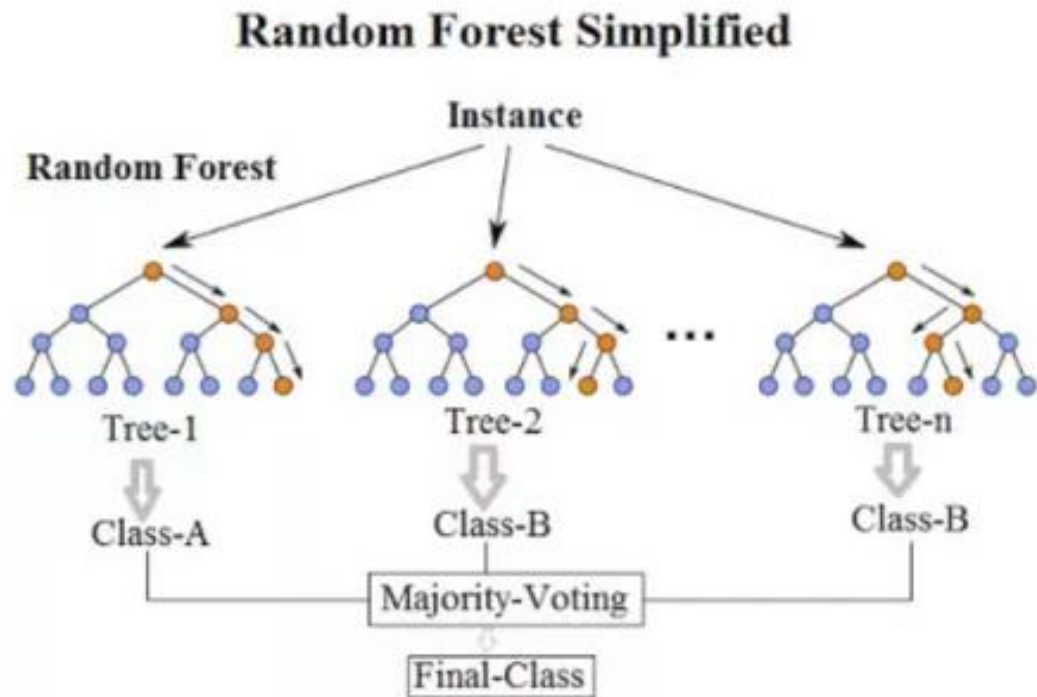 Random Forest Simplified
Instance
Random Forest
...
Tree-1 Tree-2 Tree-n
Class-A Class-B Class-B
Majority-Voting
Final-Class